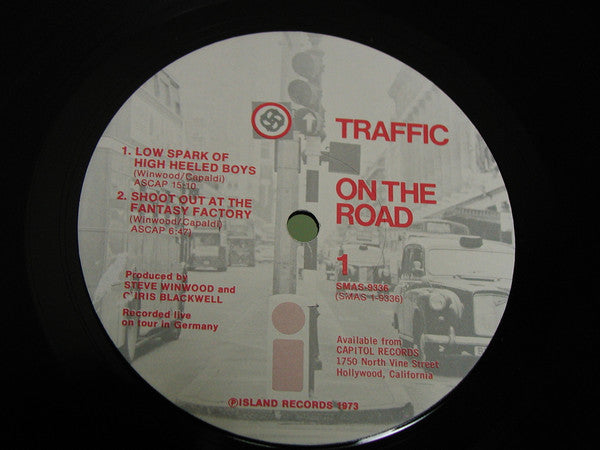 1. LOW SPARK OF
HIGH HEELED BOYS
(Winwood/Capaldi)
ASCAP 15:10
2. SHOOT OUT AT THE
FANTASY FACTORY
(Winwood/Capaldi)
ASCAP 6:47)
Produced by
STEVE WINWOOD and
CHRIS BLACKWELL
Recorded live
on tour in Germany
TRAFFIC
ON THE
ROAD
1
SMAS-9336
(SMAS-1-9336)
Available from
CAPITOL RECORDS
1750 North Vine Street
Hollywood, California
ⓅISLAND RECORDS 1973